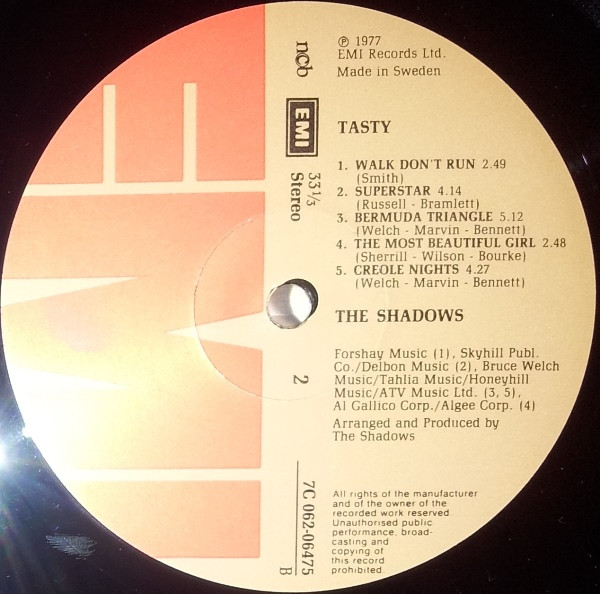 ℗ 1977
EMI Records Ltd.
Made in Sweden
ncb
EMI
33 1/3
Stereo
TASTY
1. WALK DON'T RUN 2.49
(Smith)
2. SUPERSTAR 4.14
(Russell - Bramlett)
3. BERMUDA TRIANGLE 5.12
(Welch - Marvin - Bennett)
4. THE MOST BEAUTIFUL GIRL 2.48
(Sherrill - Wilson - Bourke)
5. CREOLE NIGHTS 4.27
(Welch - Marvin - Bennett)
THE SHADOWS
2
Forshay Music (1), Skyhill Publ.
Co./Delbon Music (2), Bruce Welch
Music/Tahlia Music/Honeyhill
Music/ATV Music Ltd. (3, 5),
Al Gallico Corp./Algee Corp. (4)
Arranged and Produced by
The Shadows
7C 062-06475
B
All rights of the manufacturer
and of the owner of the
recorded work reserved.
Unauthorised public
performance, broad-
casting and
copying of
this record
prohibited.